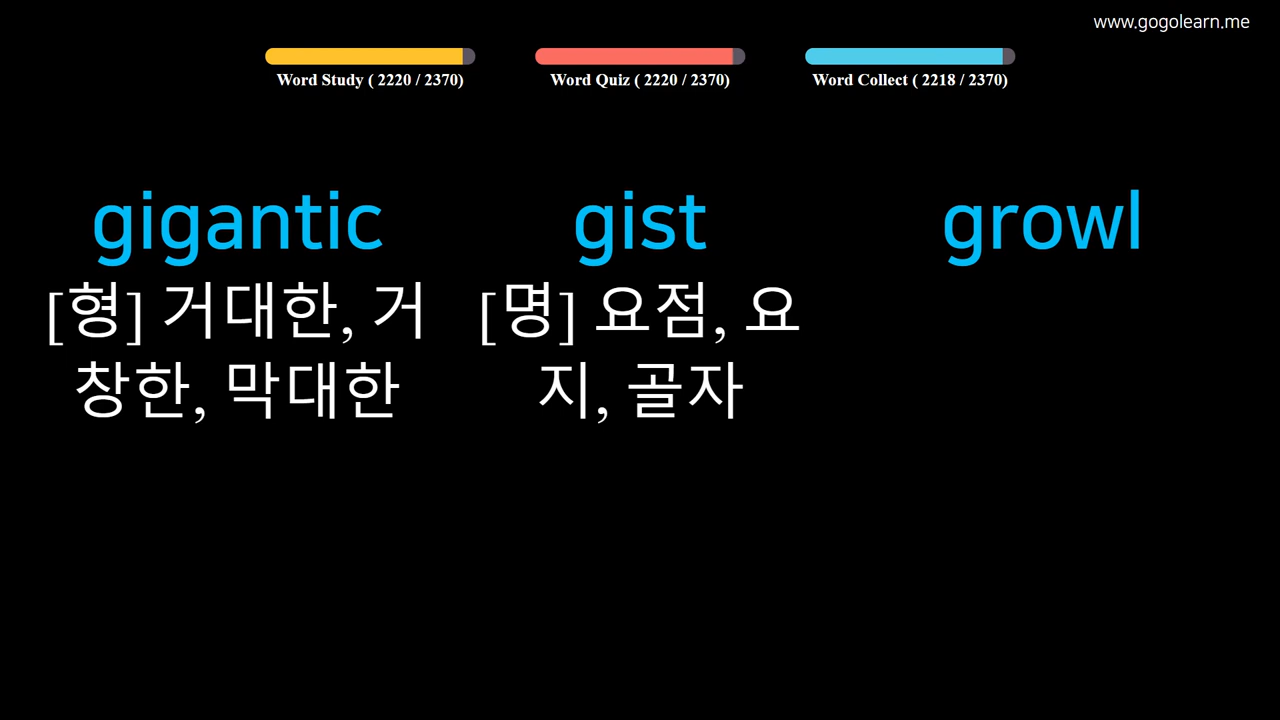 www.gogolearn.me
Word Study ( 2220 / 2370)
Word Quiz ( 2220 / 2370)
Word Collect ( 2218 / 2370)
gigantic
[형] 거대한, 거
창한, 막대한
gist
[명] 요점, 요
지, 골자
growl